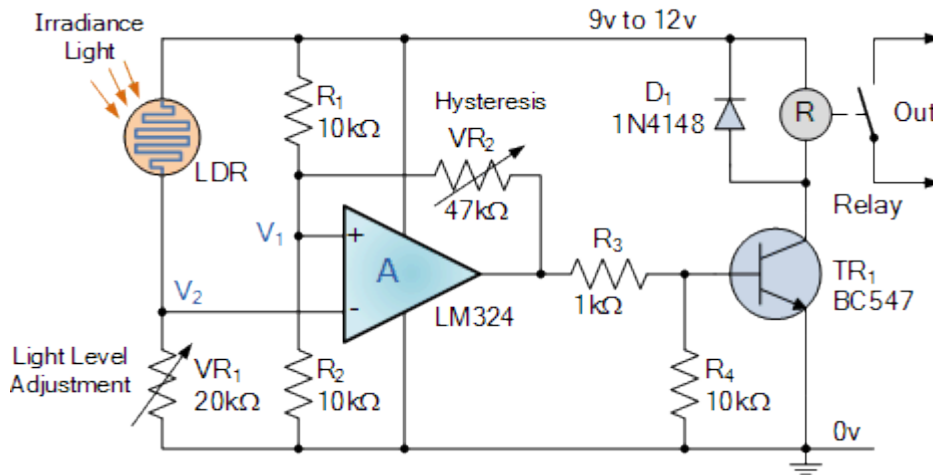 Irradiance
Light
9v to 12v
R1
10kΩ
Hysteresis
VR2
47kΩ
D1
1N4148
R
Out
LDR
Relay
V1
+
A
-
LM324
R3
1kΩ
TR1
BC547
V2
Light Level
Adjustment
VR1
20kΩ
R2
10kΩ
R4
10kΩ
0v